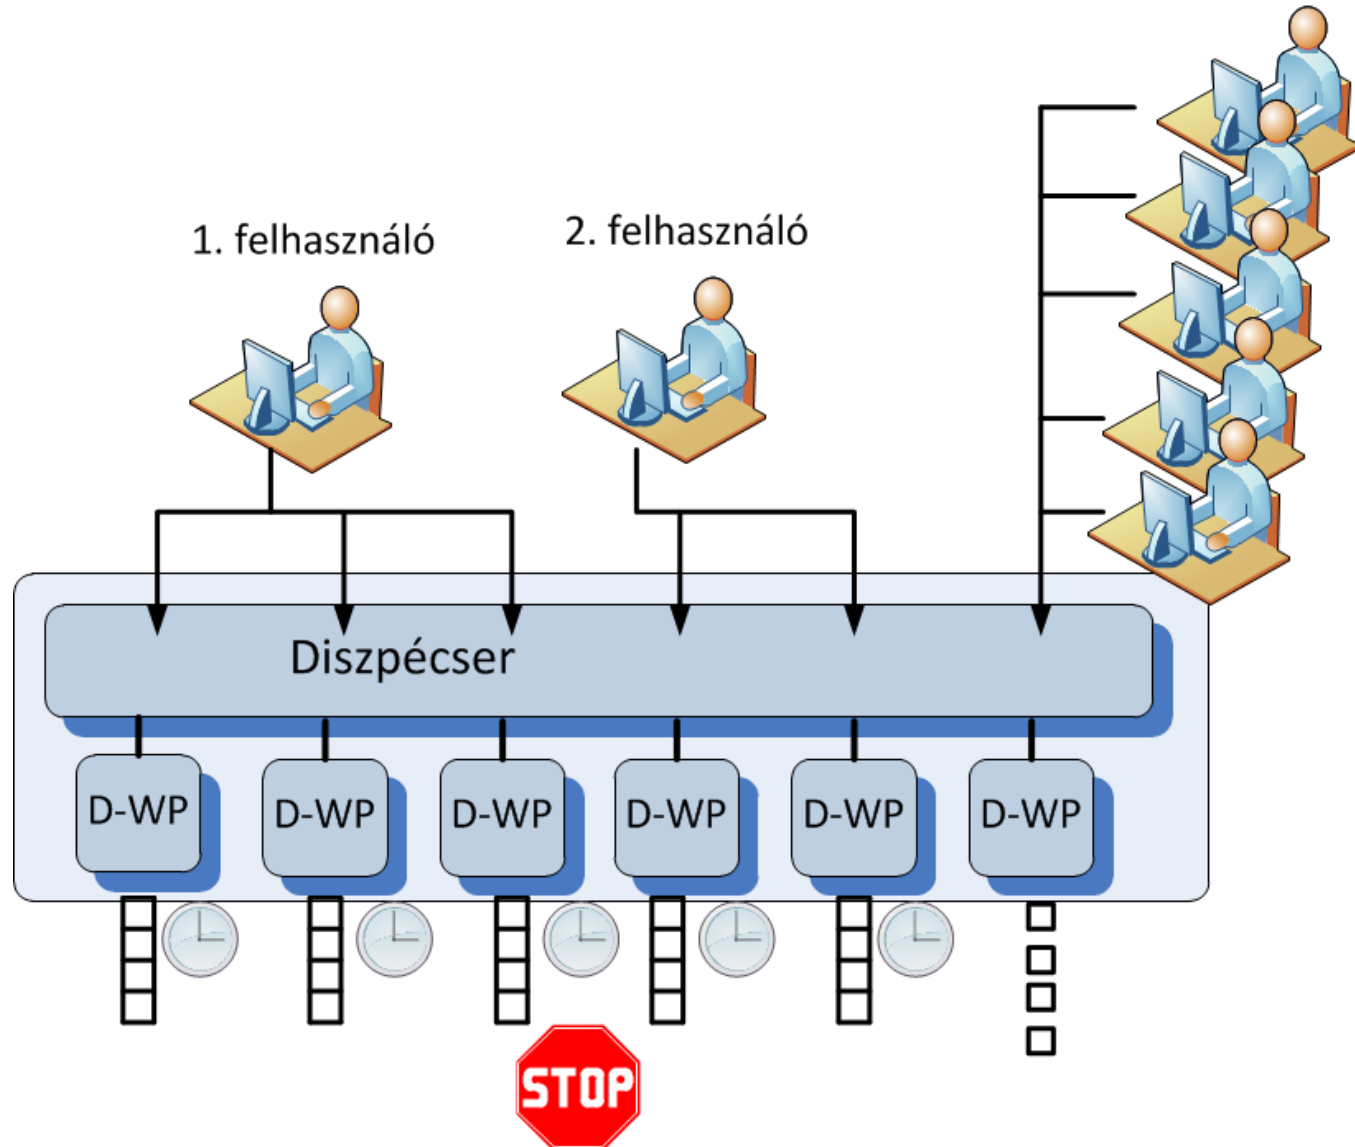 1. felhasználó
2. felhasználó
Diszpécser
D-WP
D-WP
D-WP
D-WP
D-WP
D-WP
STOP